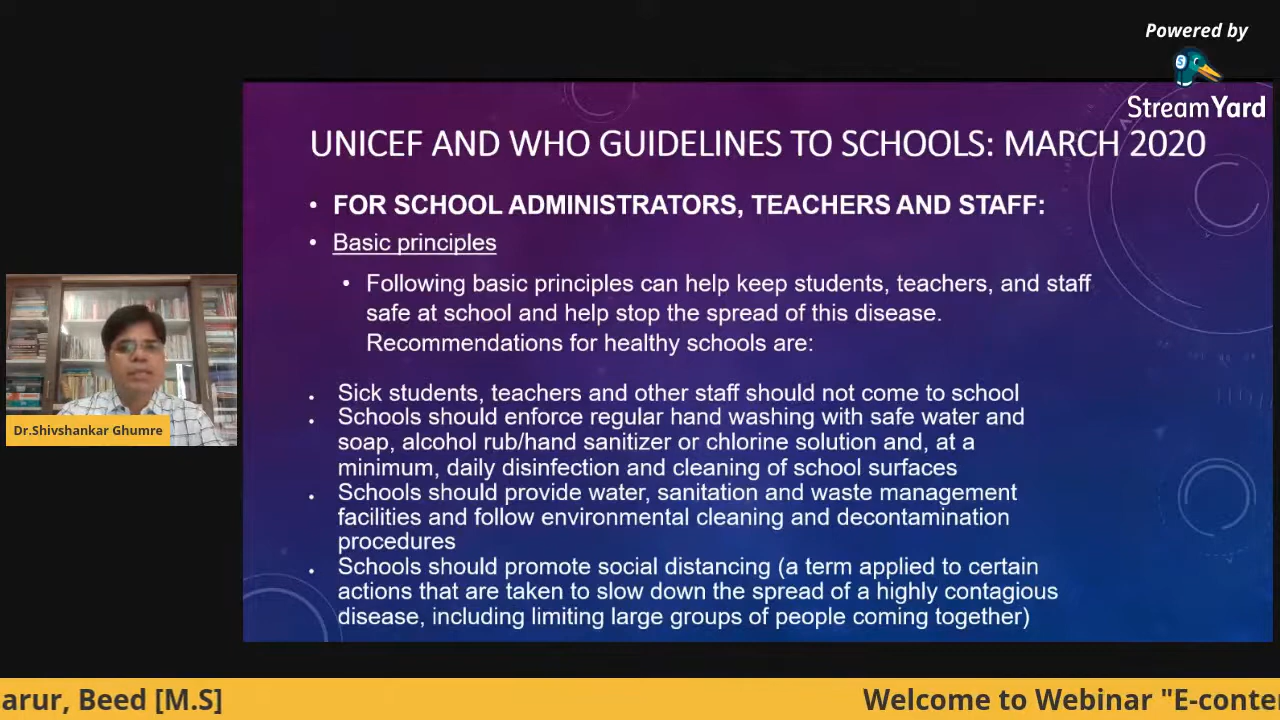 Powered by
StreamYard
UNICEF AND WHO GUIDELINES TO SCHOOLS: MARCH 2020
• FOR SCHOOL ADMINISTRATORS, TEACHERS AND STAFF:
• Basic principles
• Following basic principles can help keep students, teachers, and staff
safe at school and help stop the spread of this disease.
Recommendations for healthy schools are:
• Sick students, teachers and other staff should not come to school
• Schools should enforce regular hand washing with safe water and
soap, alcohol rub/hand sanitizer or chlorine solution and, at a
minimum, daily disinfection and cleaning of school surfaces
• Schools should provide water, sanitation and waste management
facilities and follow environmental cleaning and decontamination
procedures
• Schools should promote social distancing (a term applied to certain
actions that are taken to slow down the spread of a highly contagious
disease, including limiting large groups of people coming together)
Dr.Shivshankar Ghumre
arur, Beed [M.S]
Welcome to Webinar "E-conte